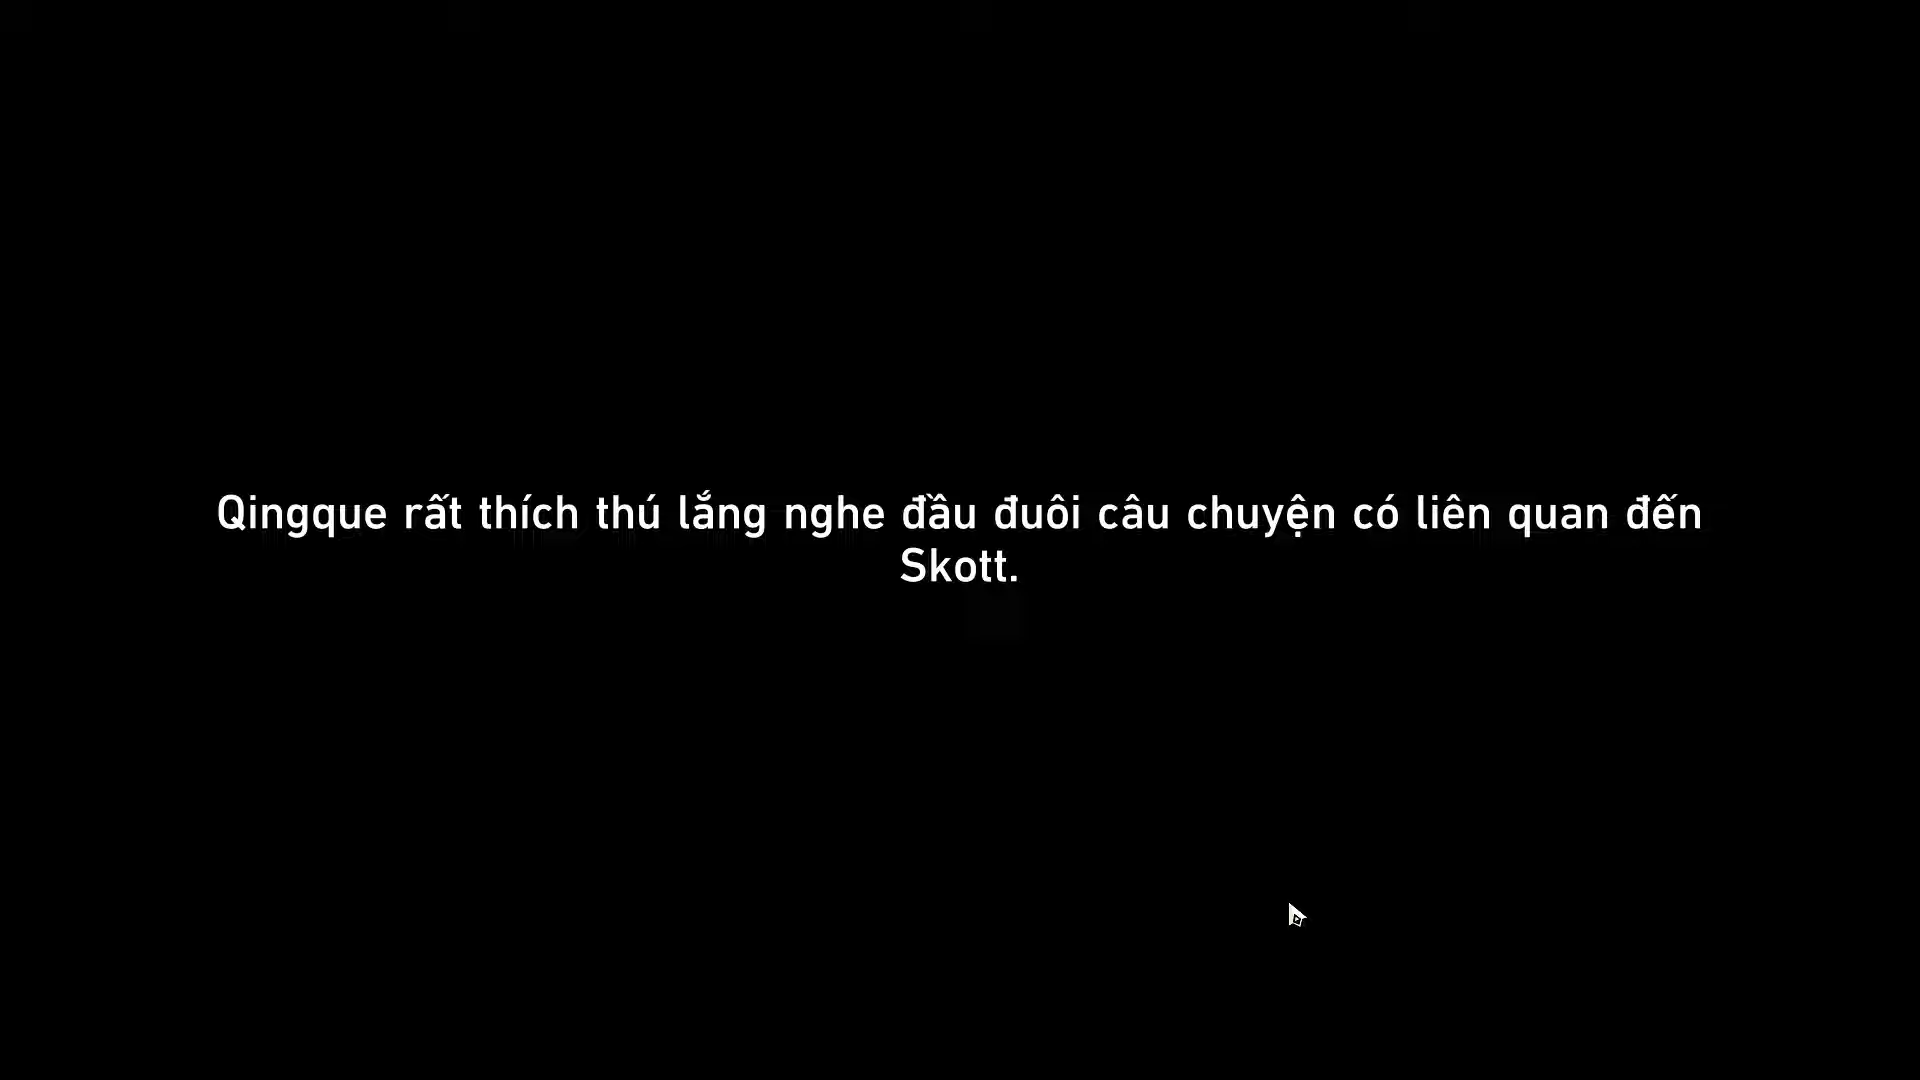 Qingque rất thích thú lắng nghe đầu đuôi câu chuyện có liên quan đến
Skott.